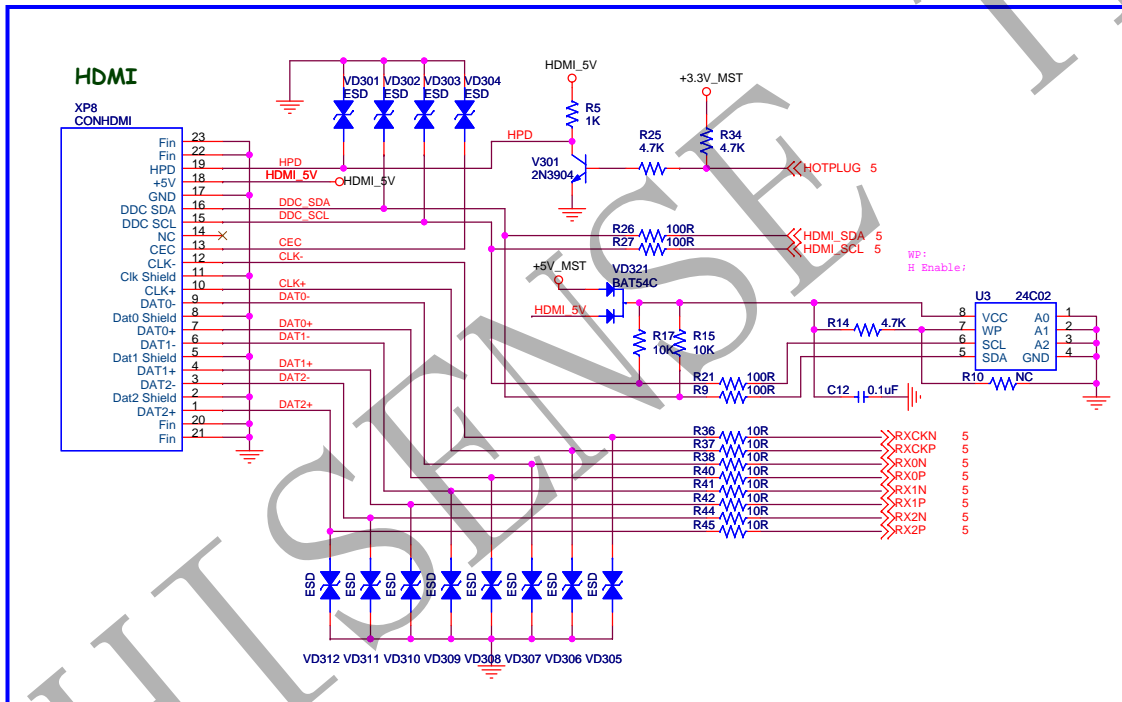 HDMI
XP8
CONHDMI
Fin 23
Fin 22
HPD 19
+5V 18
GND 17
DDC SDA 16
DDC SCL 15
NC 14
CEC 13
CLK- 12
Clk Shield 11
CLK+ 10
DAT0- 9
Dat0 Shield 8
DAT0+ 7
DAT1- 6
Dat1 Shield 5
DAT1+ 4
DAT2- 3
Dat2 Shield 2
DAT2+ 1
Fin 20
Fin 21
HPD
HDMI_5V
HDMI_5V
DDC_SDA
DDC_SCL
CEC
CLK-
CLK+
DAT0-
DAT0+
DAT1-
DAT1+
DAT2-
DAT2+
VD301 VD302 VD303 VD304
ESD ESD ESD ESD
HPD
HDMI_5V
R5
1K
V301
2N3904
R25
4.7K
+3.3V_MST
R34
4.7K
HOTPLUG 5
R26 100R
R27 100R
HDMI_SDA 5
HDMI_SCL 5
WP:
H Enable;
+5V_MST
VD321
BAT54C
HDMI_5V
R17
10K
R15
10K
R14 4.7K
U3 24C02
8 VCC A0 1
7 WP A1 2
6 SCL A2 3
5 SDA GND 4
R21 100R
R9 100R
R10 NC
C12 0.1uF
R36 10R RXCKN 5
R37 10R RXCKP 5
R38 10R RX0N 5
R40 10R RX0P 5
R41 10R RX1N 5
R42 10R RX1P 5
R44 10R RX2N 5
R45 10R RX2P 5
ESD ESD ESD ESD ESD ESD ESD ESD
VD312 VD311 VD310 VD309 VD308 VD307 VD306 VD305
HISENSE